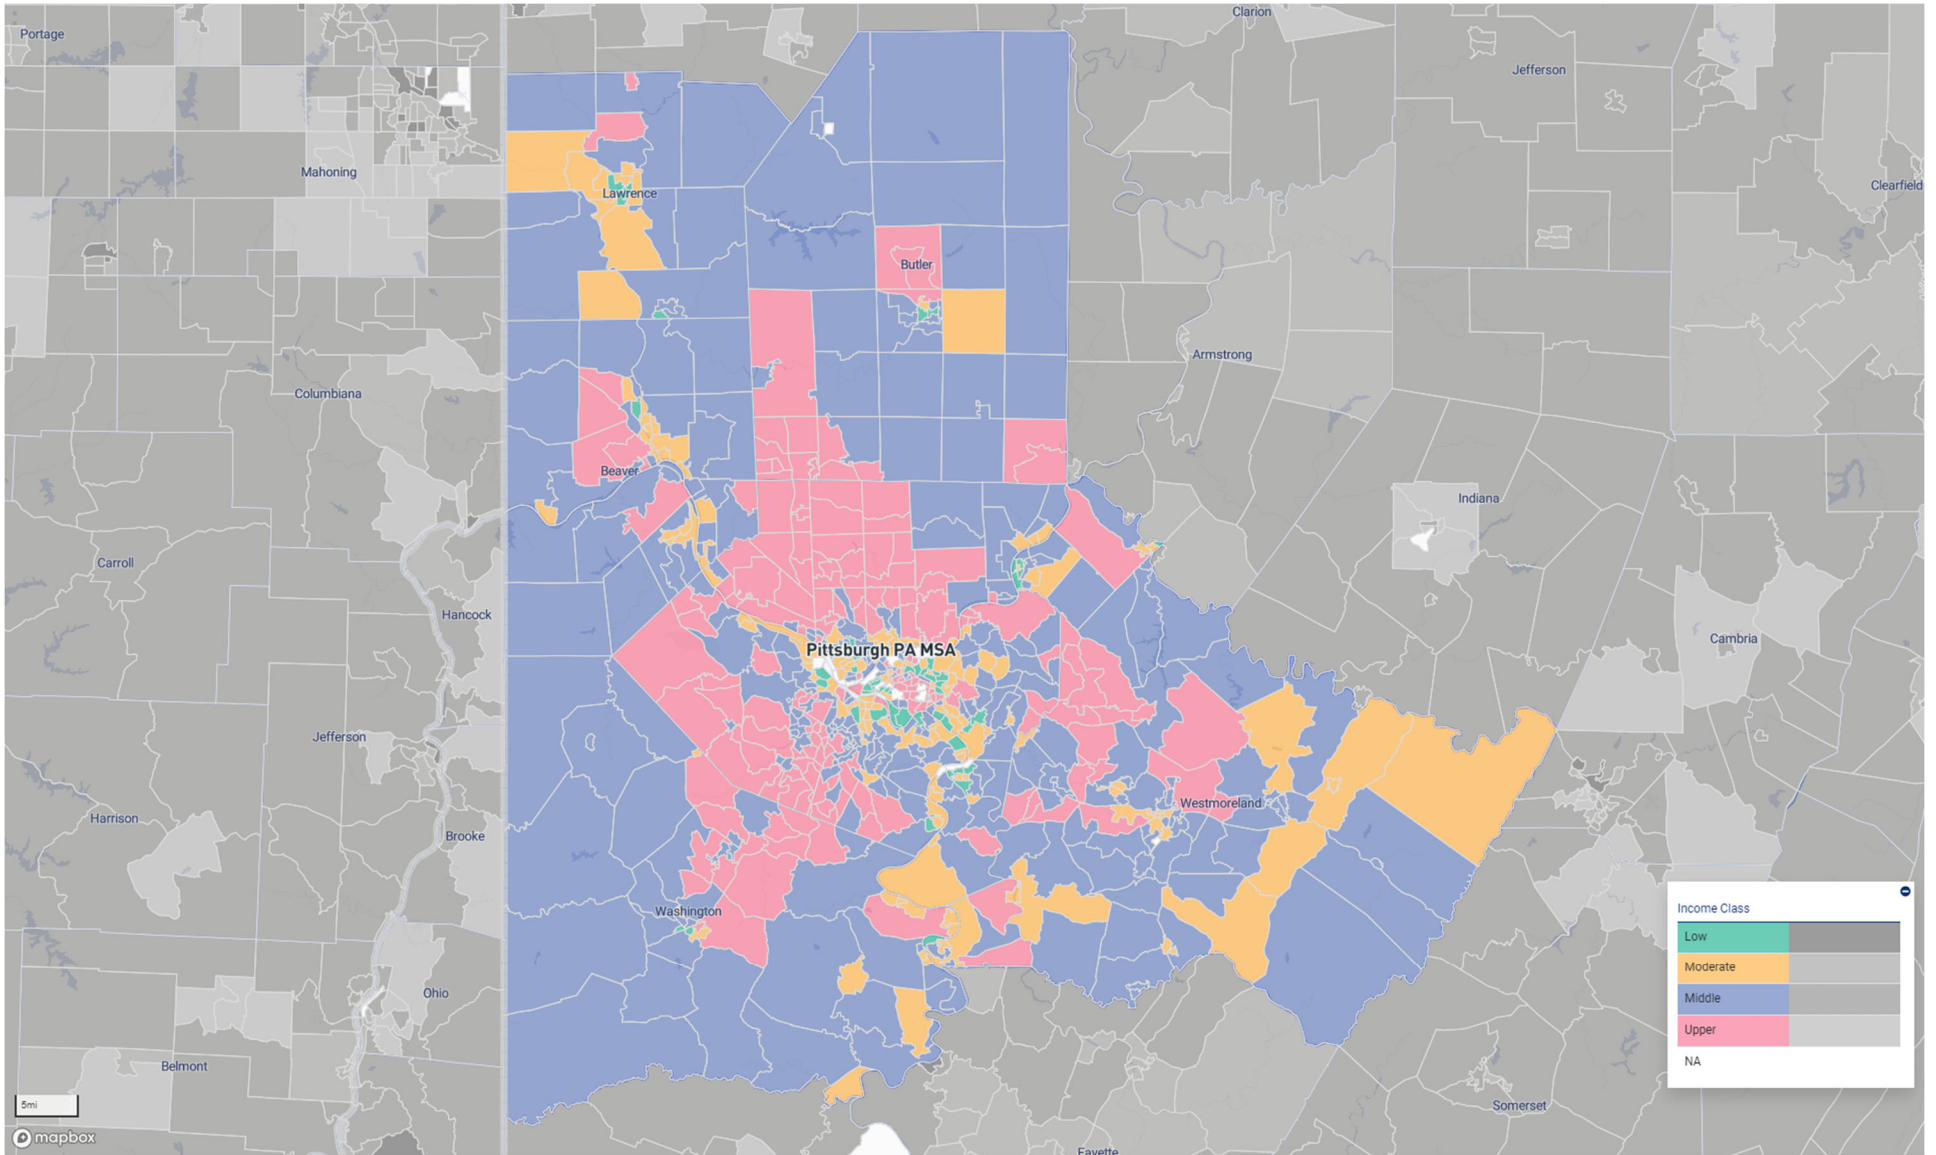 Clarion
Portage
Jefferson
Mahoning
Clearfield
Lawrence
Butler
Armstrong
Columbiana
Beaver
Indiana
Carroll
Hancock
Cambria
Pittsburgh PA MSA
Jefferson
Westmoreland
Harrison
Brooke
Washington
Income Class
Low
Moderate
Middle
Upper
NA
Ohio
Belmont
5mi
Somerset
mapbox
Fayette